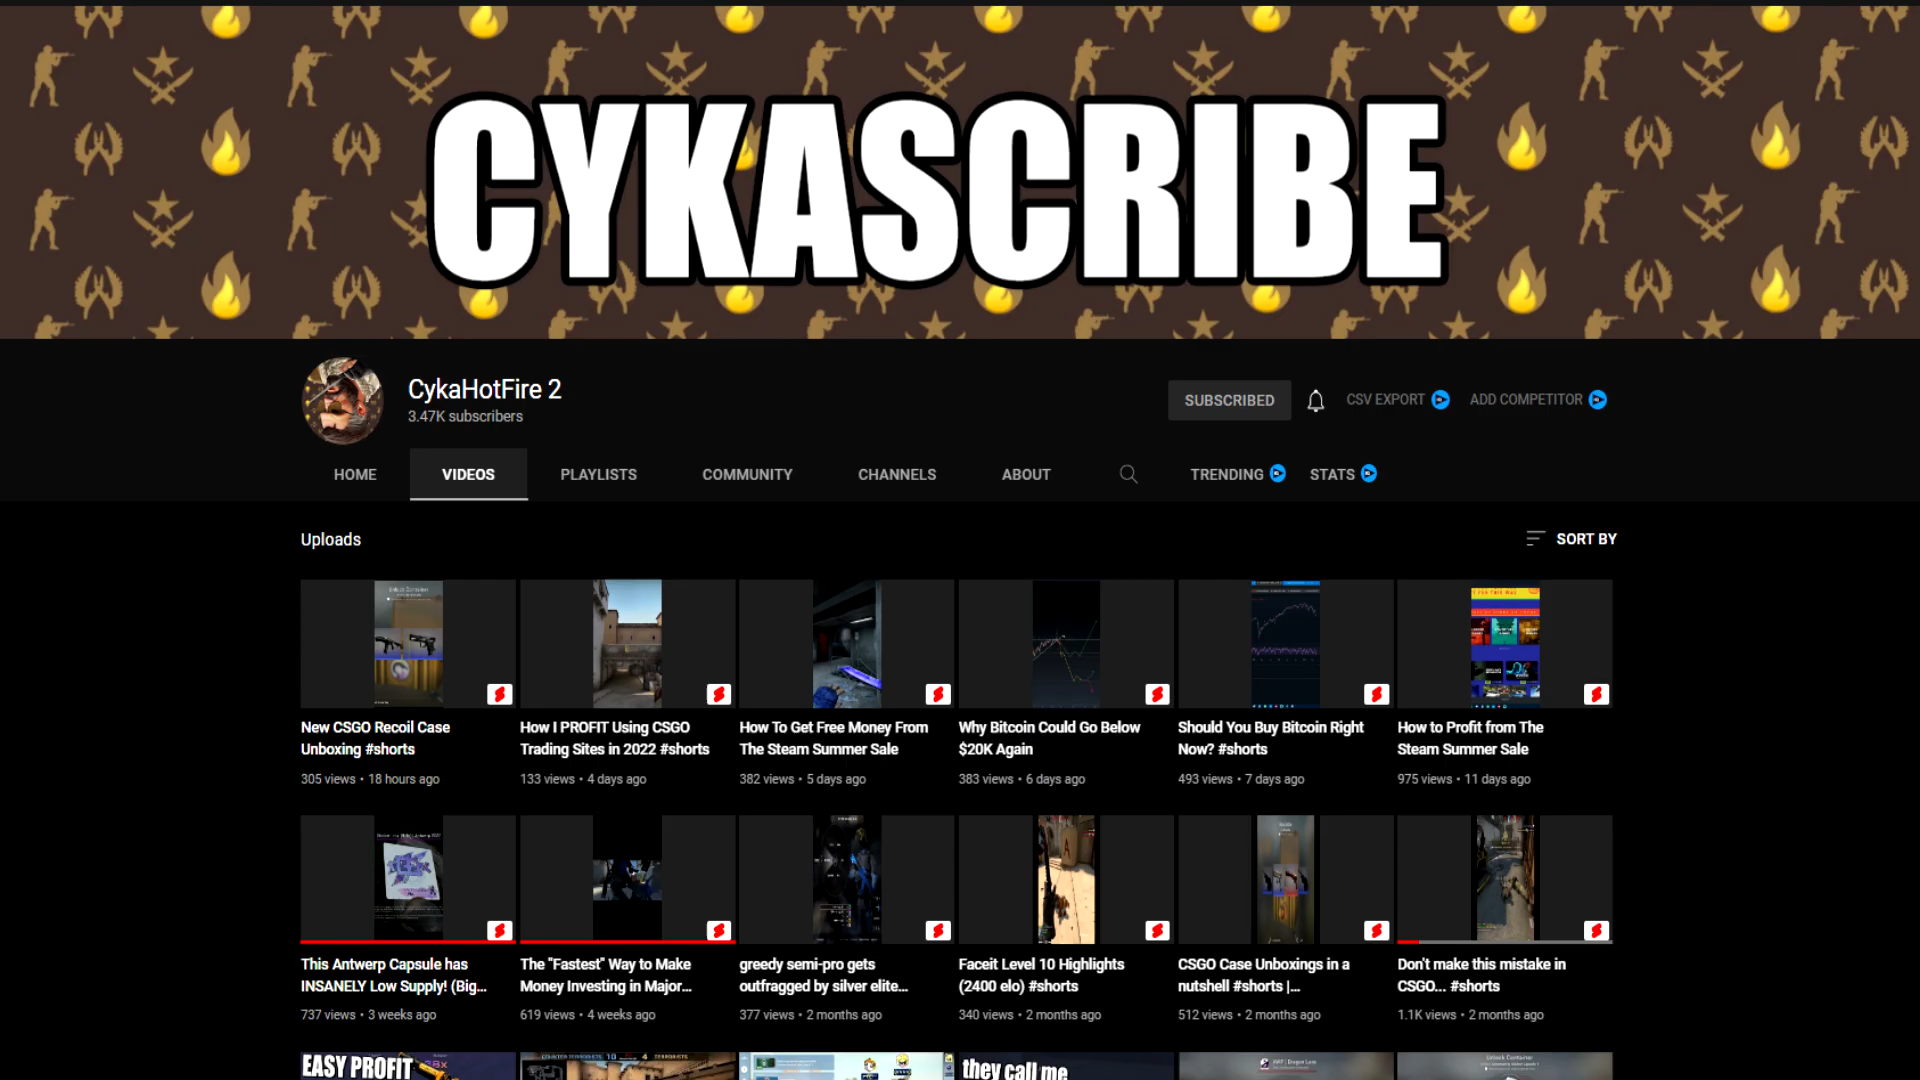 CYKASCRIBE
CykaHotFire 2
3.47K subscribers
SUBSCRIBED
CSV EXPORT
ADD COMPETITOR
HOME
VIDEOS
PLAYLISTS
COMMUNITY
CHANNELS
ABOUT
TRENDING
STATS
Uploads
SORT BY
New CSGO Recoil Case
Unboxing #shorts
305 views • 18 hours ago
How I PROFIT Using CSGO
Trading Sites in 2022 #shorts
133 views • 4 days ago
How To Get Free Money From
The Steam Summer Sale
382 views • 5 days ago
Why Bitcoin Could Go Below
$20K Again
383 views • 6 days ago
Should You Buy Bitcoin Right
Now? #shorts
493 views • 7 days ago
How to Profit from The
Steam Summer Sale
975 views • 11 days ago
This Antwerp Capsule has
INSANELY Low Supply! (Big...
737 views • 3 weeks ago
The "Fastest" Way to Make
Money Investing in Major...
619 views • 4 weeks ago
greedy semi-pro gets
outfragged by silver elite...
377 views • 2 months ago
Faceit Level 10 Highlights
(2400 elo) #shorts
340 views • 2 months ago
CSGO Case Unboxings in a
nutshell #shorts |...
512 views • 2 months ago
Don't make this mistake in
CSGO... #shorts
1.1K views • 2 months ago
EASY PROFIT
COUNTER-TERRORISTS 10 4 TERRORISTS
they call me
Unlock Container